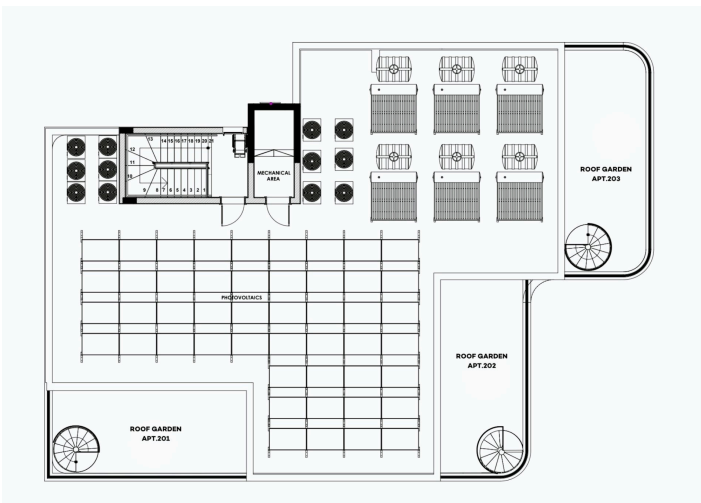 13 14 15 16 17 18 19 20 21
12
11
10
9 8 7 6 5 4 3 2 1
MECHANICAL
AREA
ROOF GARDEN
APT.203
PHOTOVOLTAICS
ROOF GARDEN
APT.202
ROOF GARDEN
APT.201